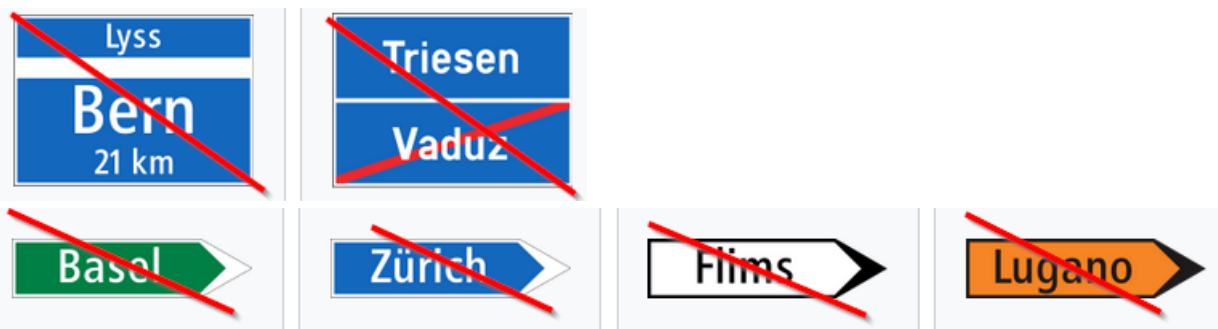 Lyss
Bern
21 km
Triesen
Vaduz
Basel
Zürich
Flims
Lugano